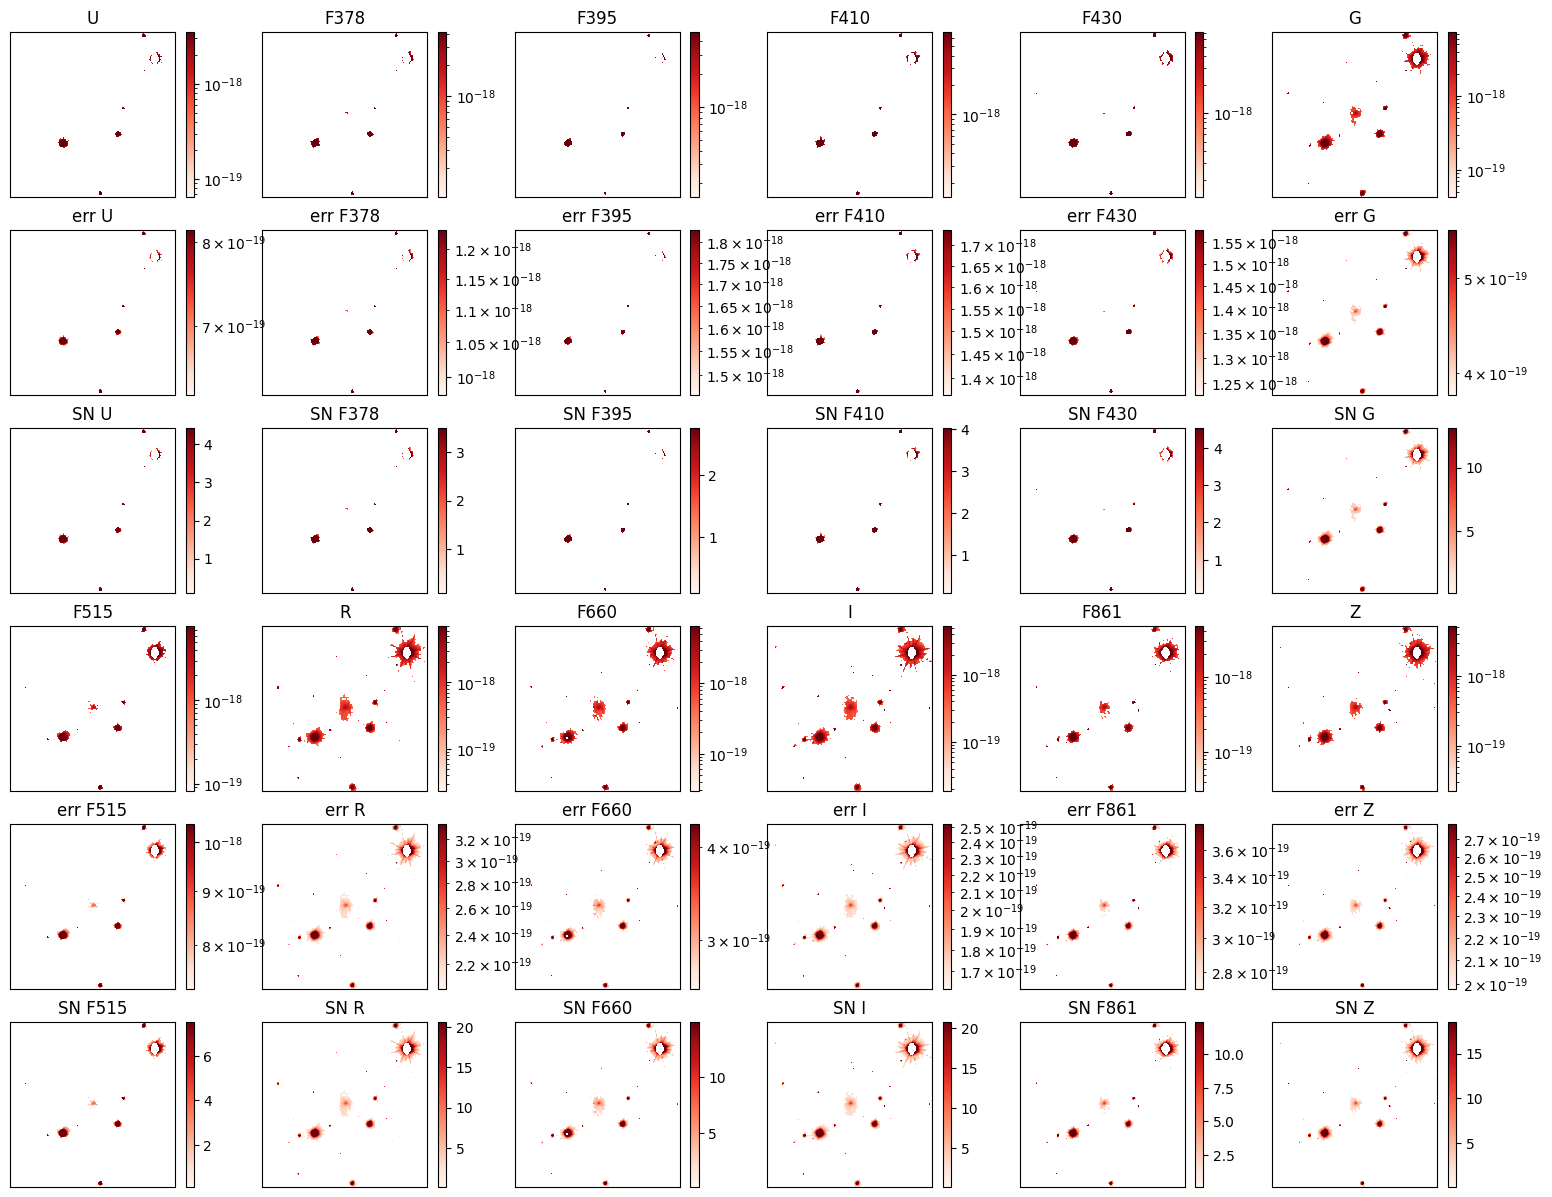 U F378 F395 F410 F430 G
10⁻¹⁸ 10⁻¹⁸ 10⁻¹⁸ 10⁻¹⁸ 10⁻¹⁸ 10⁻¹⁸
10⁻¹⁹ 10⁻¹⁹
err U err F378 err F395 err F410 err F430 err G
8 × 10⁻¹⁹ 7 × 10⁻¹⁹
1.2 × 10⁻¹⁸ 1.15 × 10⁻¹⁸ 1.1 × 10⁻¹⁸ 1.05 × 10⁻¹⁸ 10⁻¹⁸
1.8 × 10⁻¹⁸ 1.75 × 10⁻¹⁸ 1.7 × 10⁻¹⁸ 1.65 × 10⁻¹⁸ 1.6 × 10⁻¹⁸ 1.55 × 10⁻¹⁸ 1.5 × 10⁻¹⁸
1.7 × 10⁻¹⁸ 1.65 × 10⁻¹⁸ 1.6 × 10⁻¹⁸ 1.55 × 10⁻¹⁸ 1.5 × 10⁻¹⁸ 1.45 × 10⁻¹⁸ 1.4 × 10⁻¹⁸
1.55 × 10⁻¹⁸ 1.5 × 10⁻¹⁸ 1.45 × 10⁻¹⁸ 1.4 × 10⁻¹⁸ 1.35 × 10⁻¹⁸ 1.3 × 10⁻¹⁸ 1.25 × 10⁻¹⁸
5 × 10⁻¹⁹ 4 × 10⁻¹⁹
SN U SN F378 SN F395 SN F410 SN F430 SN G
4 3 2 1
3 2 1
2 1
4 3 2 1
4 3 2 1
10 5
F515 R F660 I F861 Z
10⁻¹⁸ 10⁻¹⁸ 10⁻¹⁸ 10⁻¹⁸ 10⁻¹⁸ 10⁻¹⁸
10⁻¹⁹ 10⁻¹⁹ 10⁻¹⁹ 10⁻¹⁹ 10⁻¹⁹ 10⁻¹⁹
err F515 err R err F660 err I err F861 err Z
10⁻¹⁸ 9 × 10⁻¹⁹ 8 × 10⁻¹⁹
3.2 × 10⁻¹⁹ 3 × 10⁻¹⁹ 2.8 × 10⁻¹⁹ 2.6 × 10⁻¹⁹ 2.4 × 10⁻¹⁹ 2.2 × 10⁻¹⁹
4 × 10⁻¹⁹ 3 × 10⁻¹⁹
2.5 × 10⁻¹⁹ 2.4 × 10⁻¹⁹ 2.3 × 10⁻¹⁹ 2.2 × 10⁻¹⁹ 2.1 × 10⁻¹⁹ 2 × 10⁻¹⁹ 1.9 × 10⁻¹⁹ 1.8 × 10⁻¹⁹ 1.7 × 10⁻¹⁹ 1.6 × 10⁻¹⁹
3.6 × 10⁻¹⁹ 3.4 × 10⁻¹⁹ 3.2 × 10⁻¹⁹ 3 × 10⁻¹⁹ 2.8 × 10⁻¹⁹
2.7 × 10⁻¹⁹ 2.6 × 10⁻¹⁹ 2.5 × 10⁻¹⁹ 2.4 × 10⁻¹⁹ 2.3 × 10⁻¹⁹ 2.2 × 10⁻¹⁹ 2.1 × 10⁻¹⁹ 2 × 10⁻¹⁹
SN F515 SN R SN F660 SN I SN F861 SN Z
6 4 2
20 15 10 5
10 5
20 15 10 5
10.0 7.5 5.0 2.5
15 10 5